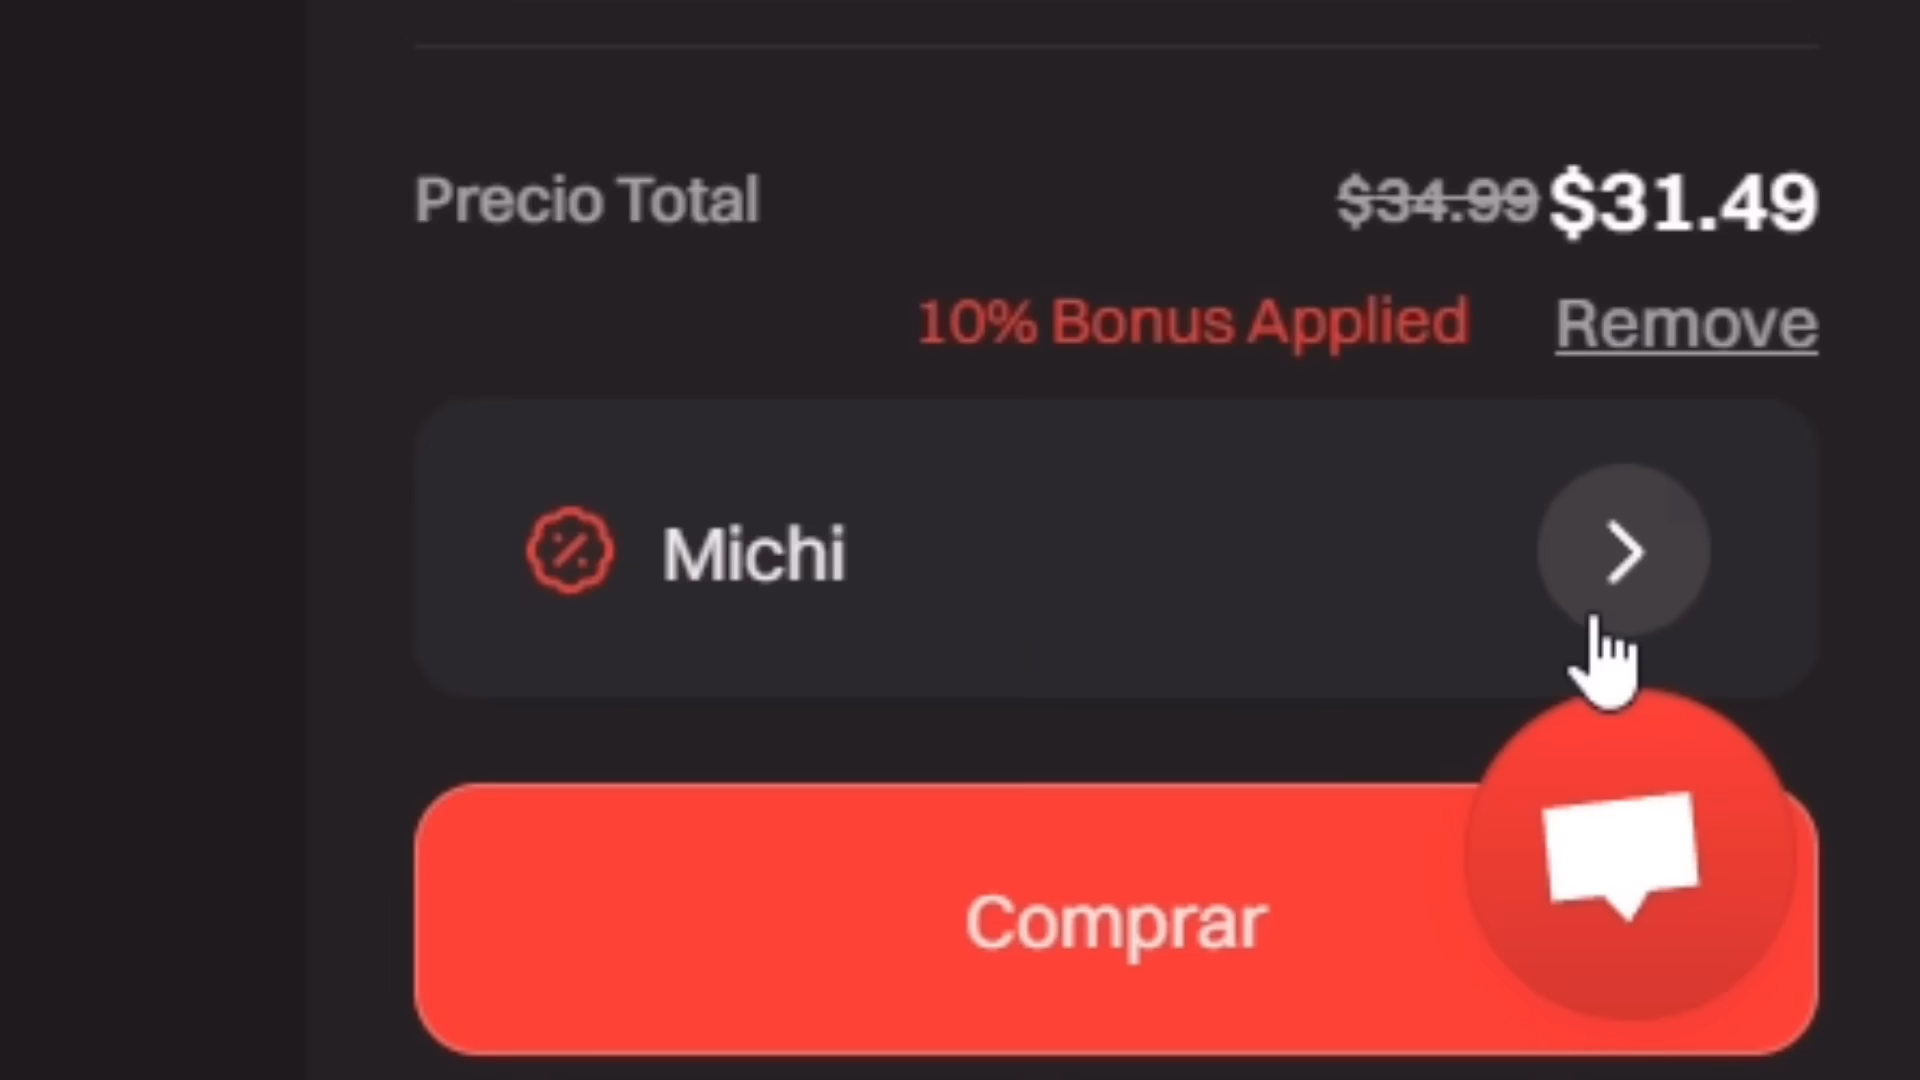 Precio Total $34.99 $31.49
10% Bonus Applied Remove
Michi
Comprar